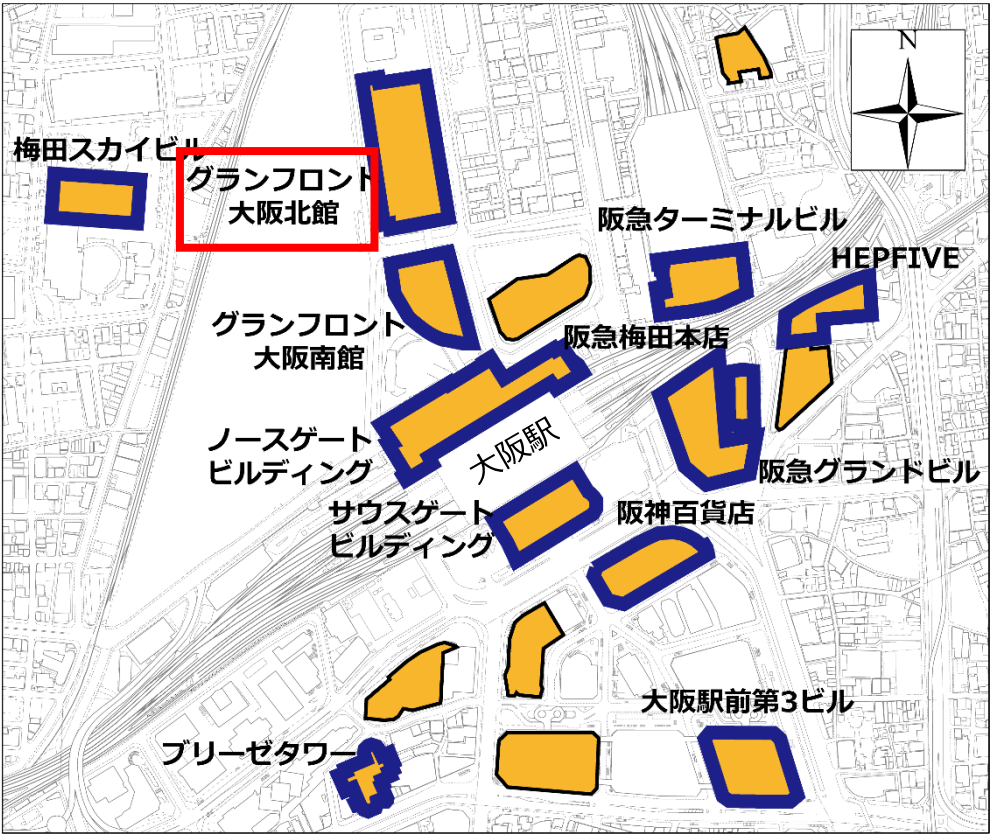 N
梅田スカイビル
グランフロント
大阪北館
阪急ターミナルビル
HEPFIVE
グランフロント
大阪南館
阪急梅田本店
ノースゲート
ビルディング
大阪駅
阪急グランドビル
サウスゲート
ビルディング
阪神百貨店
大阪駅前第3ビル
ブリーゼタワー